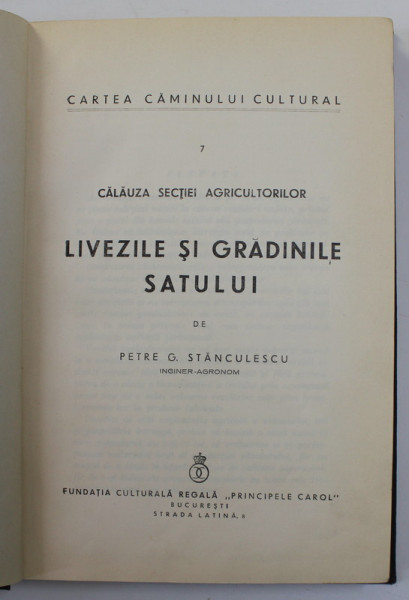 CARTEA CĂMINULUI CULTURAL
7
CĂLĂUZA SECȚIEI AGRICULTORILOR
LIVEZILE ȘI GRĂDINILE
SATULUI
DE
PETRE G. STĂNCULESCU
INGINER-AGRONOM
FUNDAȚIA CULTURALĂ REGALĂ „PRINCIPELE CAROL"
BUCUREȘTI
STRADA LATINĂ, 8